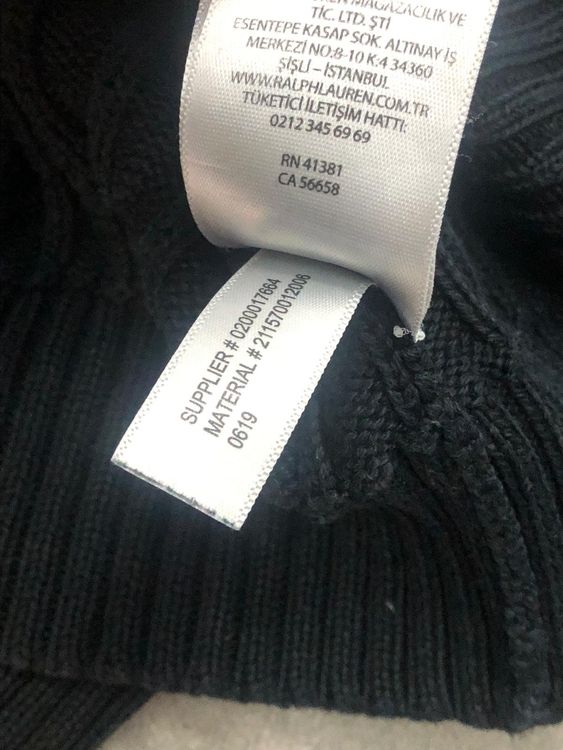 MAĞAZACILIK VE
TİC. LTD. ŞTİ
ESENTEPE KASAP SOK. ALTINAY İŞ
MERKEZİ NO:8-10 K:4 34360
ŞİŞLİ – İSTANBUL
WWW.RALPHLAUREN.COM.TR
TÜKETİCİ İLETİŞİM HATTI:
0212 345 69 69
RN 41381
CA 56658
SUPPLIER # 0200017664
MATERIAL # 211570012006
0619